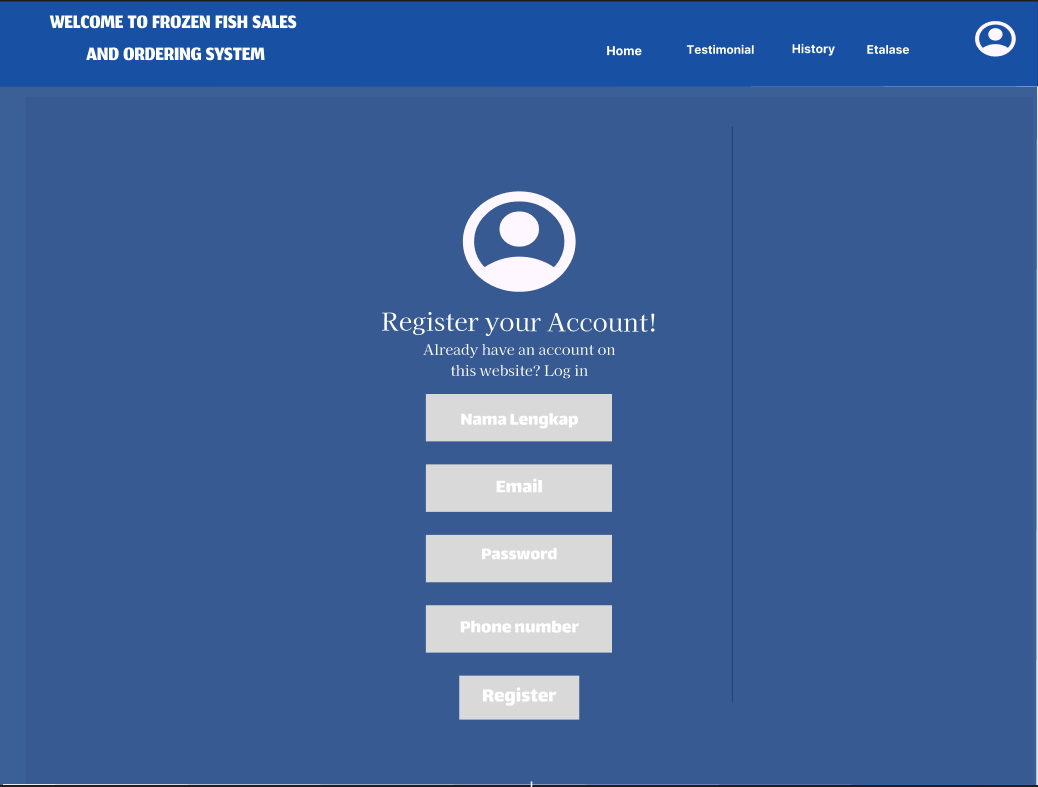 WELCOME TO FROZEN FISH SALES
AND ORDERING SYSTEM
Home
Testimonial
History
Etalase
Register your Account!
Already have an account on
this website? Log in
Nama Lengkap
Email
Password
Phone number
Register